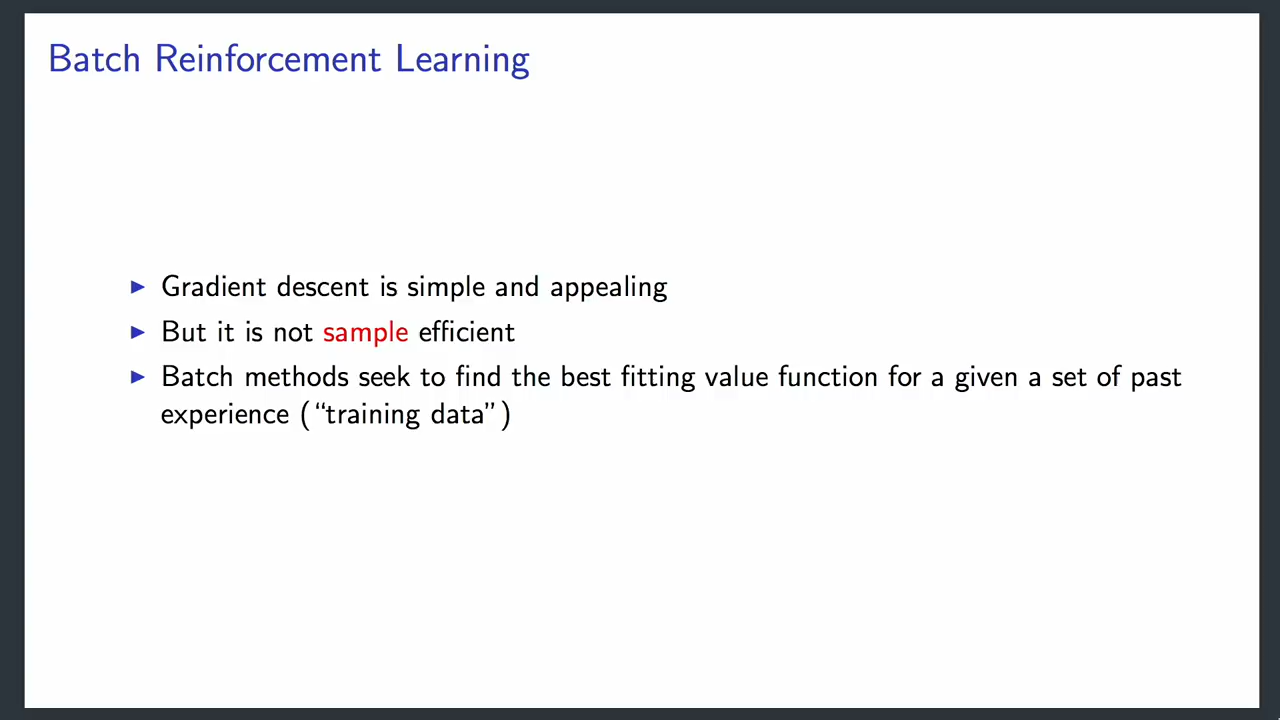 Batch Reinforcement Learning
▶ Gradient descent is simple and appealing
▶ But it is not sample efficient
▶ Batch methods seek to find the best fitting value function for a given a set of past
experience (“training data”)